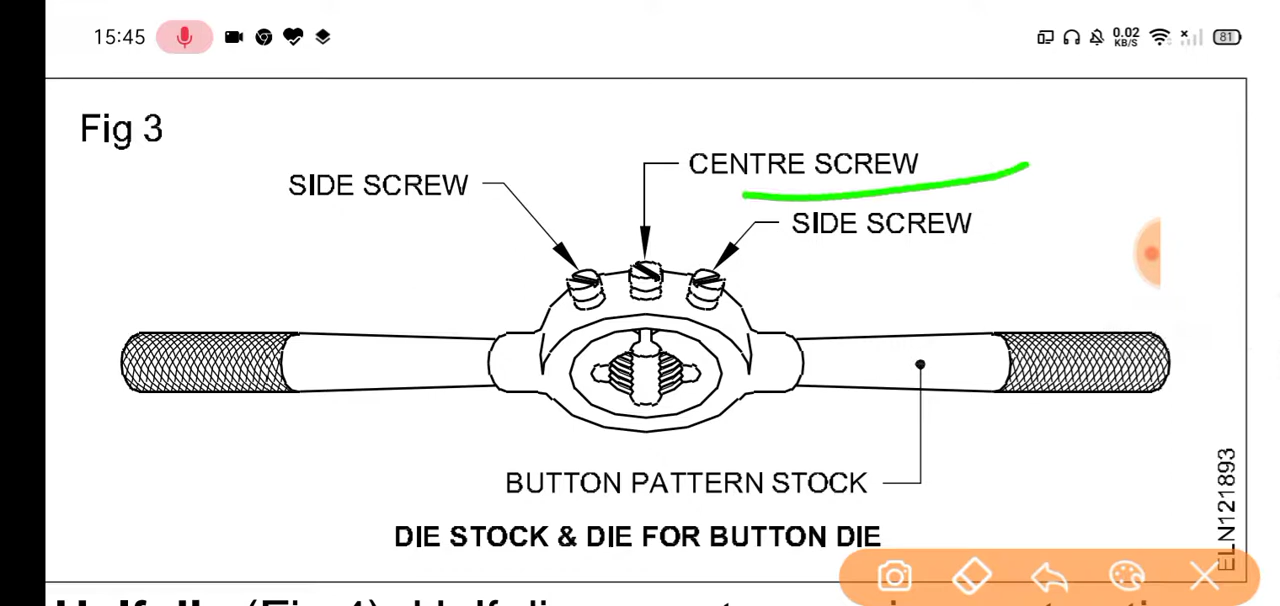 15:45
0.02
KB/S
81
Fig 3
CENTRE SCREW
SIDE SCREW
SIDE SCREW
BUTTON PATTERN STOCK
DIE STOCK & DIE FOR BUTTON DIE
ELN121893